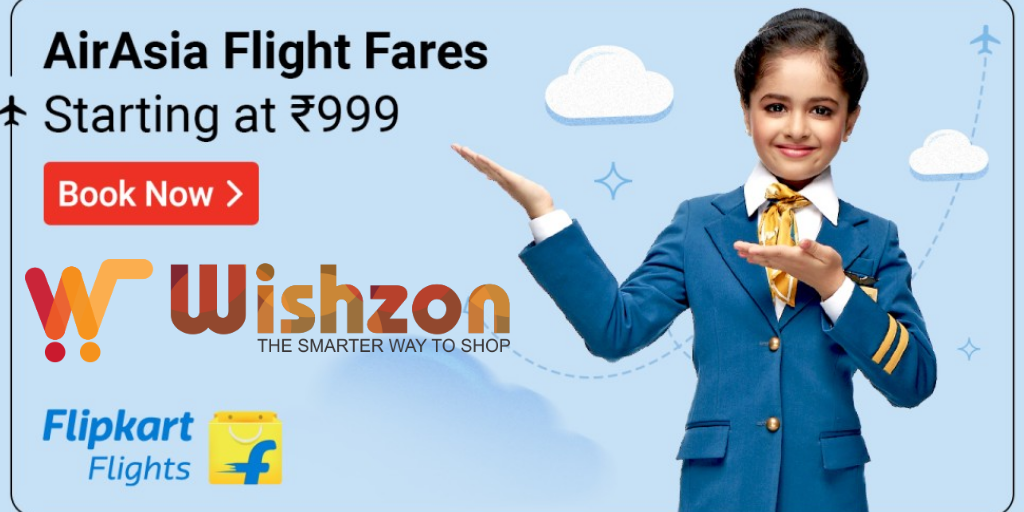 AirAsia Flight Fares
Starting at ₹999
Book Now >
Wishzon
THE SMARTER WAY TO SHOP
Flipkart
Flights